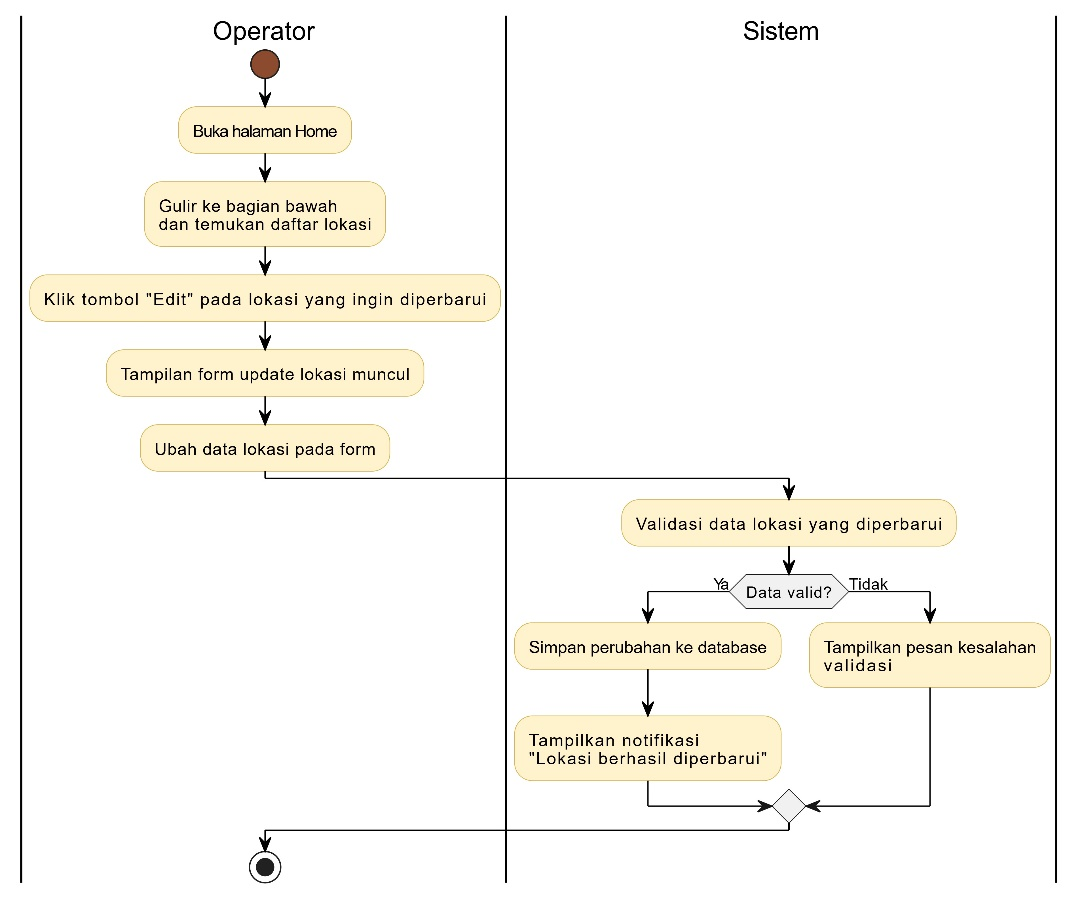 Operator
Sistem
Buka halaman Home
Gulir ke bagian bawah
dan temukan daftar lokasi
Klik tombol "Edit" pada lokasi yang ingin diperbarui
Tampilan form update lokasi muncul
Ubah data lokasi pada form
Validasi data lokasi yang diperbarui
Ya
Data valid?
Tidak
Simpan perubahan ke database
Tampilkan notifikasi
"Lokasi berhasil diperbarui"
Tampilkan pesan kesalahan
validasi